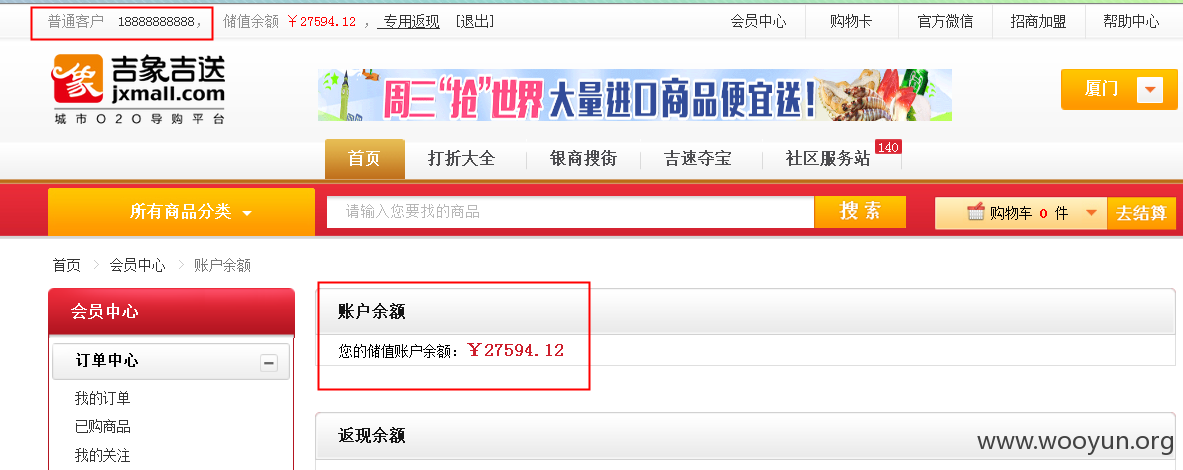 普通客户 18888888888, 储值余额 ￥27594.12 , 专用返现 [退出] 会员中心 购物卡 官方微信 招商加盟 帮助中心
吉象吉送
jxmall.com
城市O2O导购平台
周三“抢”世界 大量进口商品便宜送!
厦门
首页 打折大全 银商搜街 吉速夺宝 社区服务站 140
所有商品分类 请输入您要找的商品 搜 索 购物车 0 件 去结算
首页 会员中心 账户余额
会员中心
账户余额
您的储值账户余额：￥27594.12
订单中心
我的订单
已购商品
我的关注
返现余额
www.wooyun.org